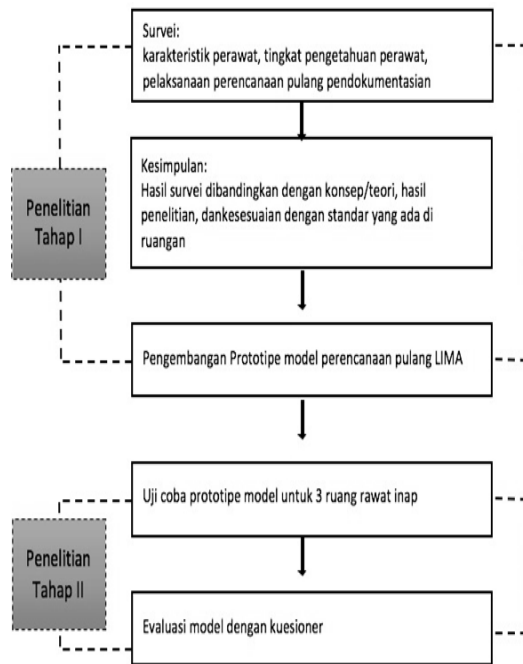 Survei:
karakteristik perawat, tingkat pengetahuan perawat,
pelaksanaan perencanaan pulang pendokumentasian
Kesimpulan:
Hasil survei dibandingkan dengan konsep/teori, hasil
penelitian, dankesesuaian dengan standar yang ada di
ruangan
Penelitian
Tahap I
Pengembangan Prototipe model perencanaan pulang LIMA
Uji coba prototipe model untuk 3 ruang rawat inap
Penelitian
Tahap II
Evaluasi model dengan kuesioner